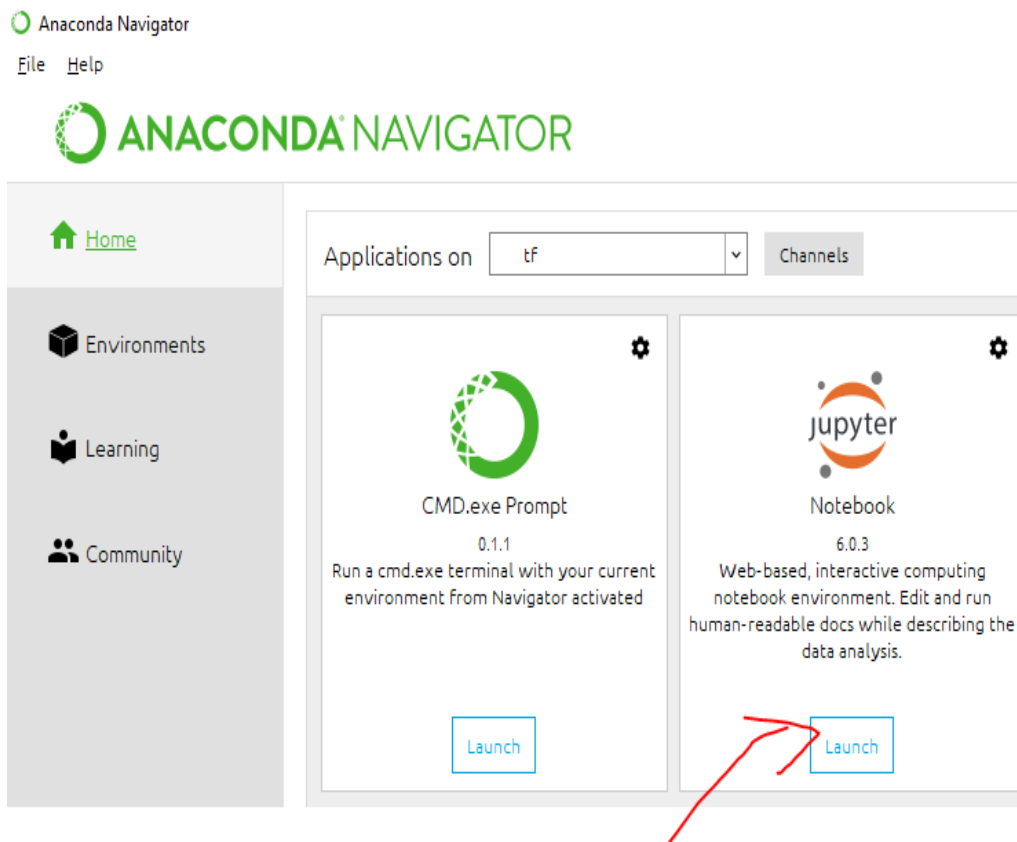 Anaconda Navigator
File Help
ANACONDA NAVIGATOR
Home
Applications on tf Channels
Environments
Learning
Community
CMD.exe Prompt
0.1.1
Run a cmd.exe terminal with your current
environment from Navigator activated
Launch
jupyter
Notebook
6.0.3
Web-based, interactive computing
notebook environment. Edit and run
human-readable docs while describing the
data analysis.
Launch